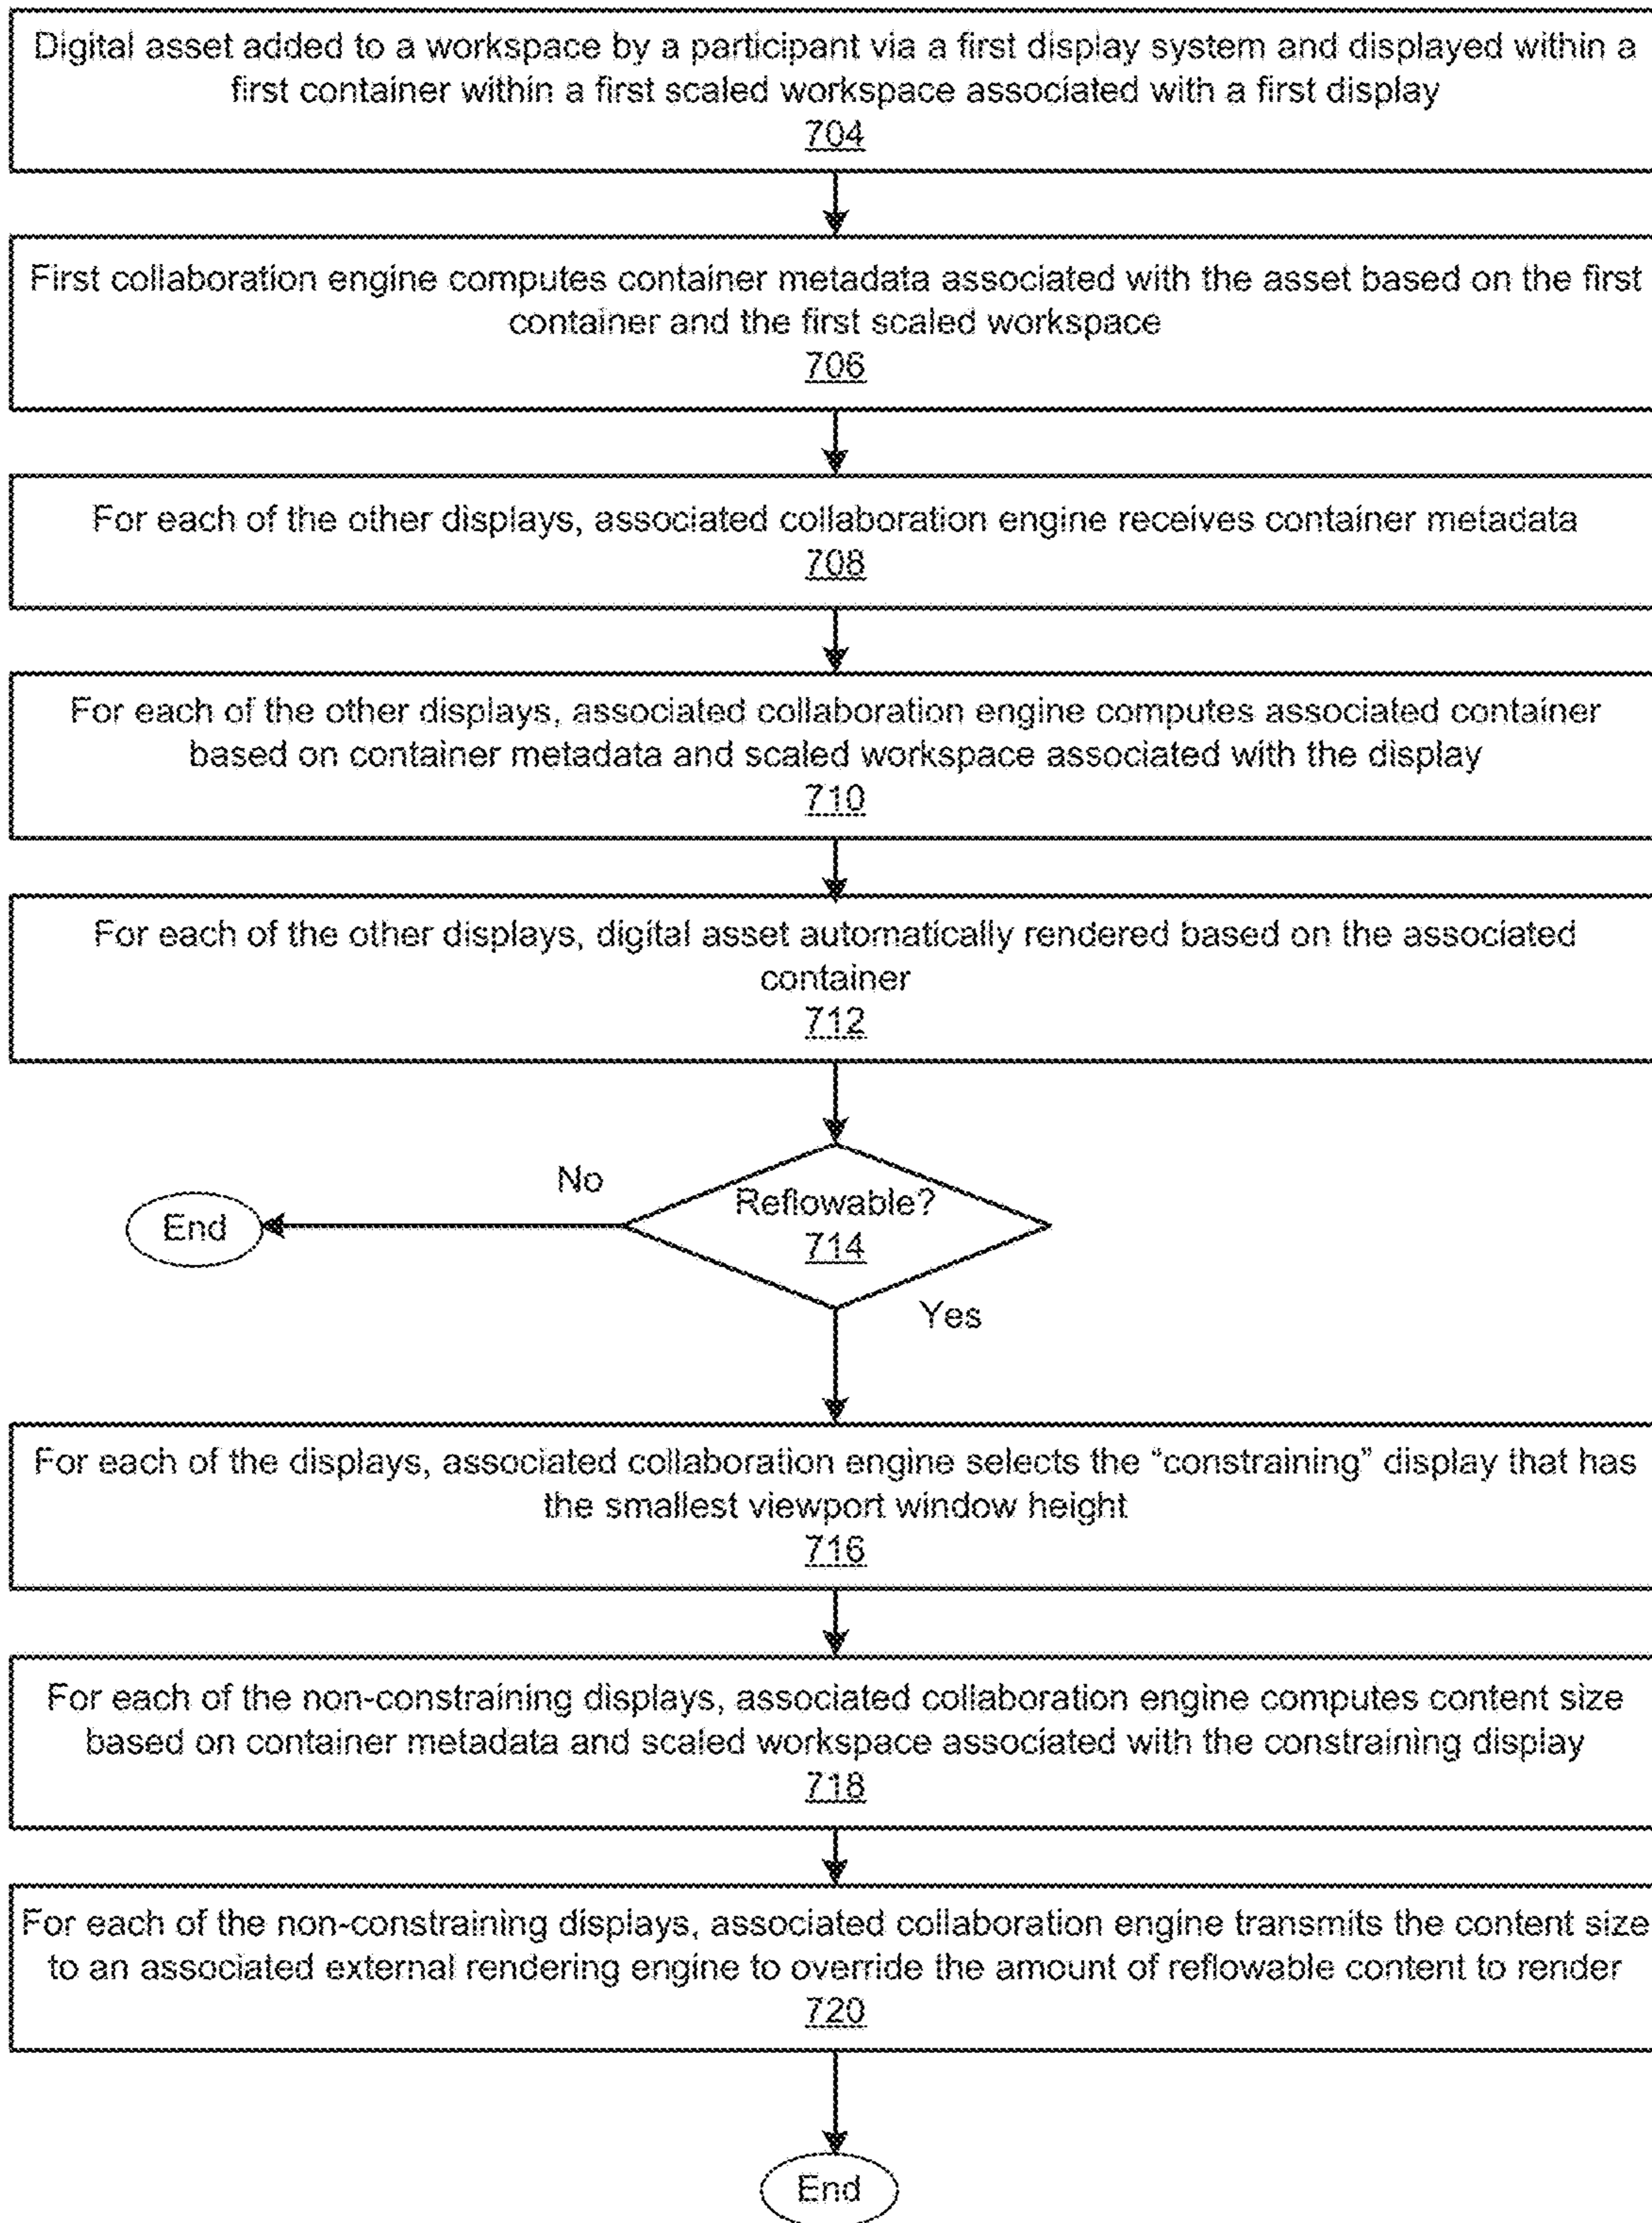 Digital asset added to a workspace by a participant via a first display system and displayed within a
first container within a first scaled workspace associated with a first display
704
First collaboration engine computes container metadata associated with the asset based on the first
container and the first scaled workspace
706
For each of the other displays, associated collaboration engine receives container metadata
708
For each of the other displays, associated collaboration engine computes associated container
based on container metadata and scaled workspace associated with the display
710
For each of the other displays, digital asset automatically rendered based on the associated
container
712
No
Reflowable?
End
714
Yes
For each of the displays, associated collaboration engine selects the “constraining” display that has
the smallest viewport window height
716
For each of the non-constraining displays, associated collaboration engine computes content size
based on container metadata and scaled workspace associated with the constraining display
718
For each of the non-constraining displays, associated collaboration engine transmits the content size
to an associated external rendering engine to override the amount of reflowable content to render
720
End